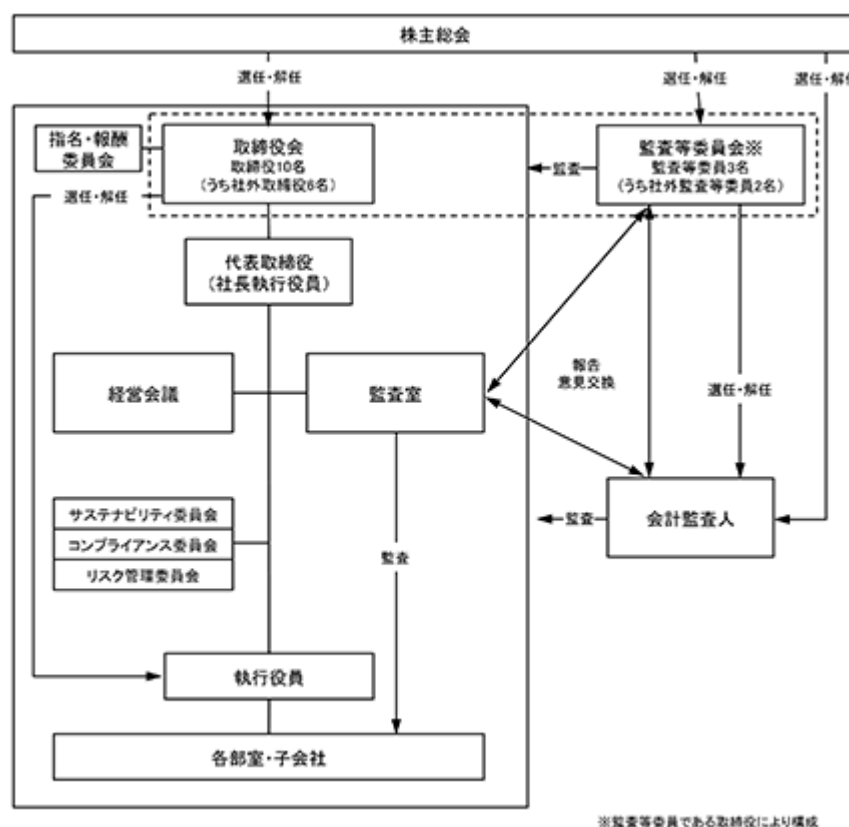 株主総会
選任・解任
選任・解任
選任・解任
指名・報酬
委員会
取締役会
取締役10名
(うち社外取締役6名)
監査
監査等委員会※
監査等委員3名
(うち社外監査等委員2名)
選任・解任
代表取締役
(社長執行役員)
経営会議
監査室
報告
意見交換
選任・解任
サステナビリティ委員会
コンプライアンス委員会
リスク管理委員会
監査
監査
会計監査人
執行役員
各部室・子会社
※監査等委員である取締役により構成